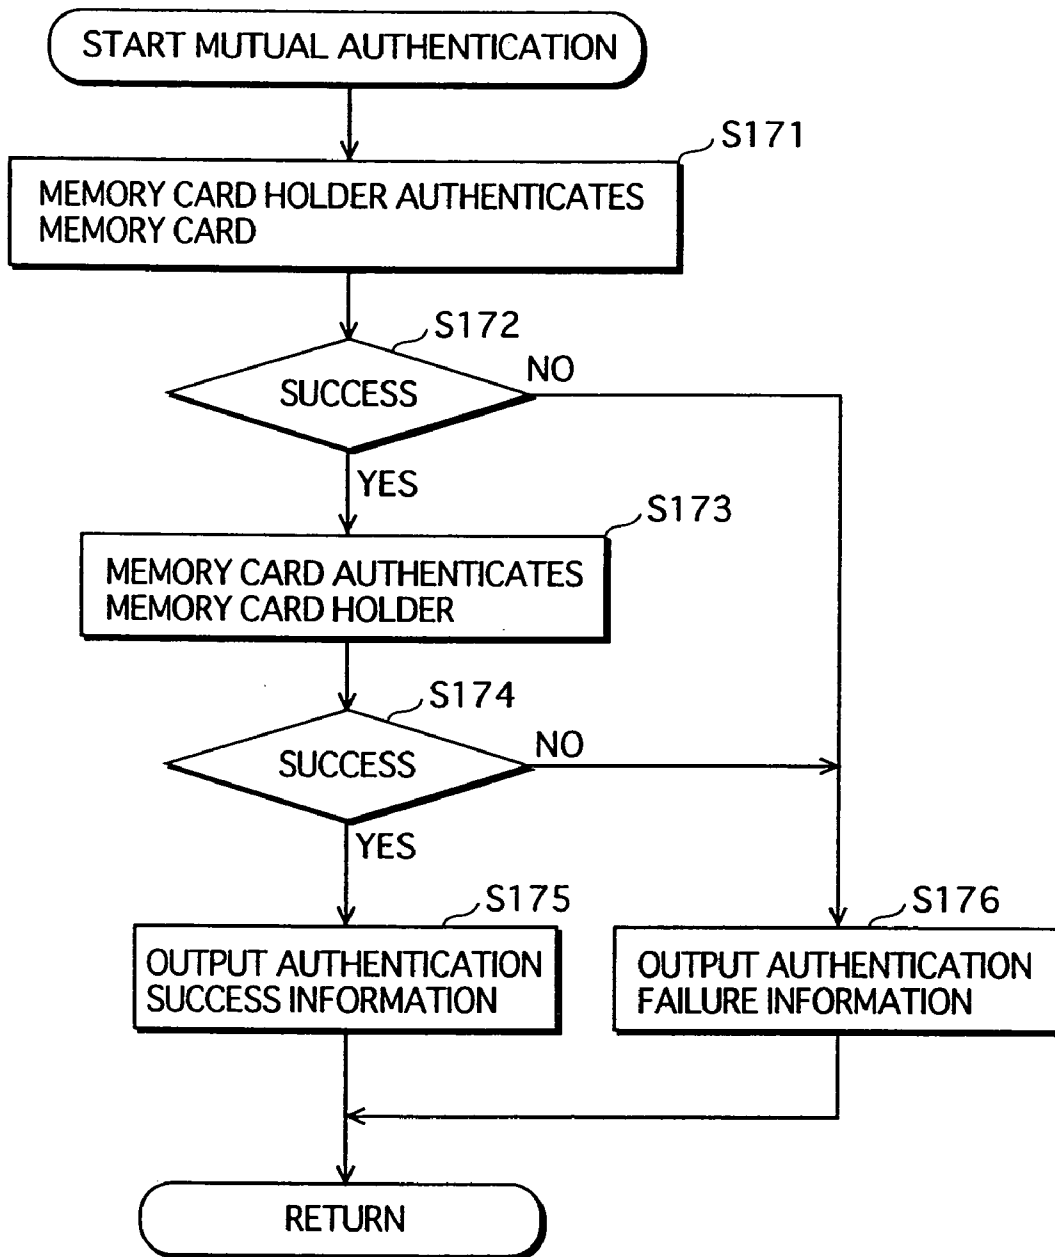 START MUTUAL AUTHENTICATION
S171
MEMORY CARD HOLDER AUTHENTICATES
MEMORY CARD
S172
SUCCESS
NO
YES
S173
MEMORY CARD AUTHENTICATES
MEMORY CARD HOLDER
S174
SUCCESS
NO
YES
S175
OUTPUT AUTHENTICATION
SUCCESS INFORMATION
S176
OUTPUT AUTHENTICATION
FAILURE INFORMATION
RETURN